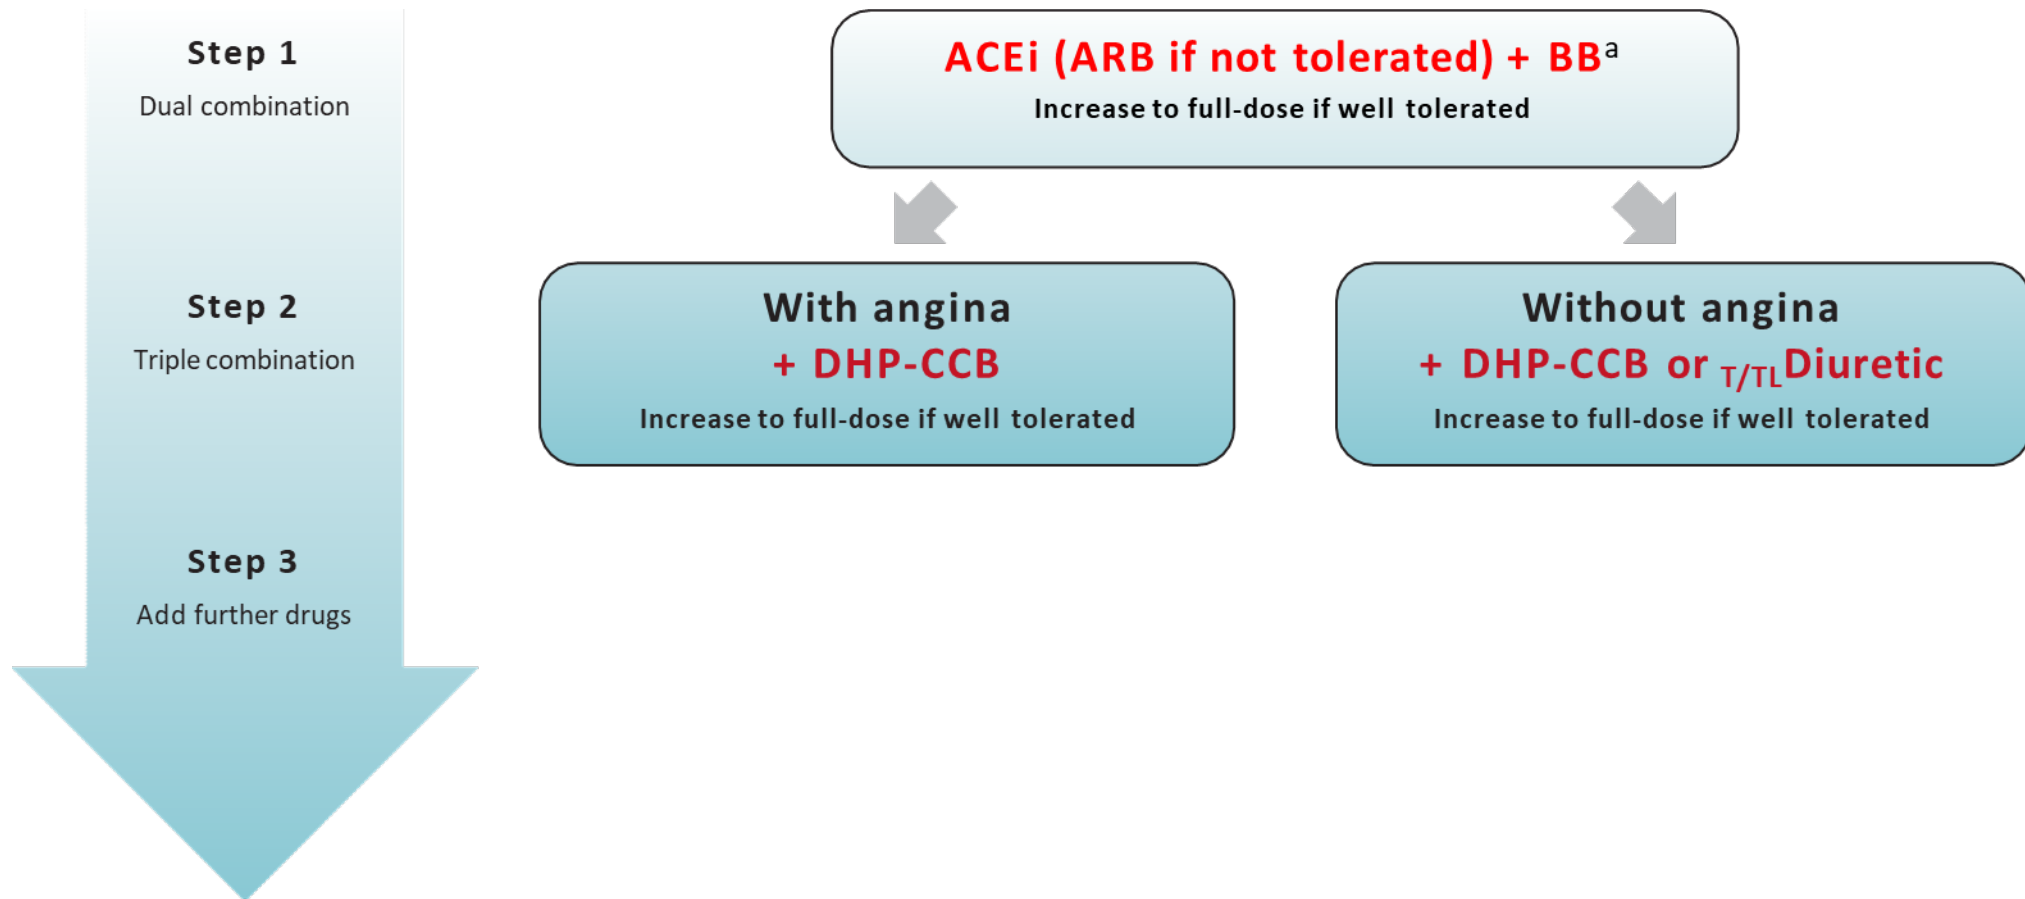 Step 1
Dual combination
ACEi (ARB if not tolerated) + BBa
Increase to full-dose if well tolerated
Step 2
Triple combination
With angina
+ DHP-CCB
Increase to full-dose if well tolerated
Without angina
+ DHP-CCB or T/TLDiuretic
Increase to full-dose if well tolerated
Step 3
Add further drugs